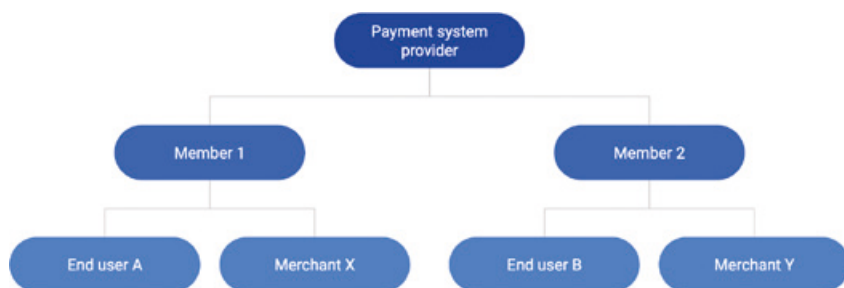 Payment system
provider
Member 1
Member 2
End user A
Merchant X
End user B
Merchant Y